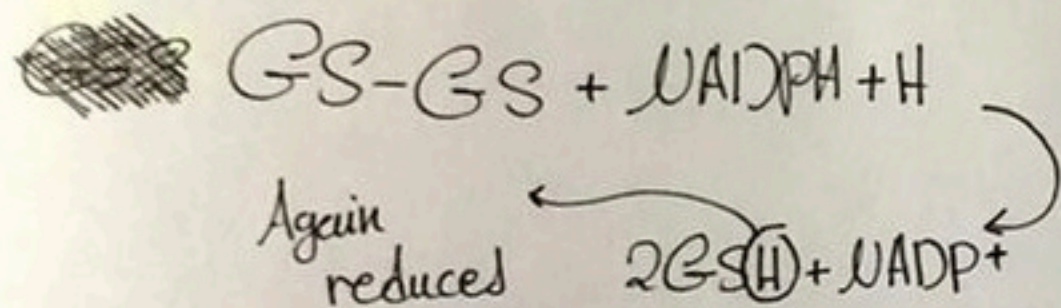 GS-GS + NADPH + H
Again
reduced
2GSH + NADP+